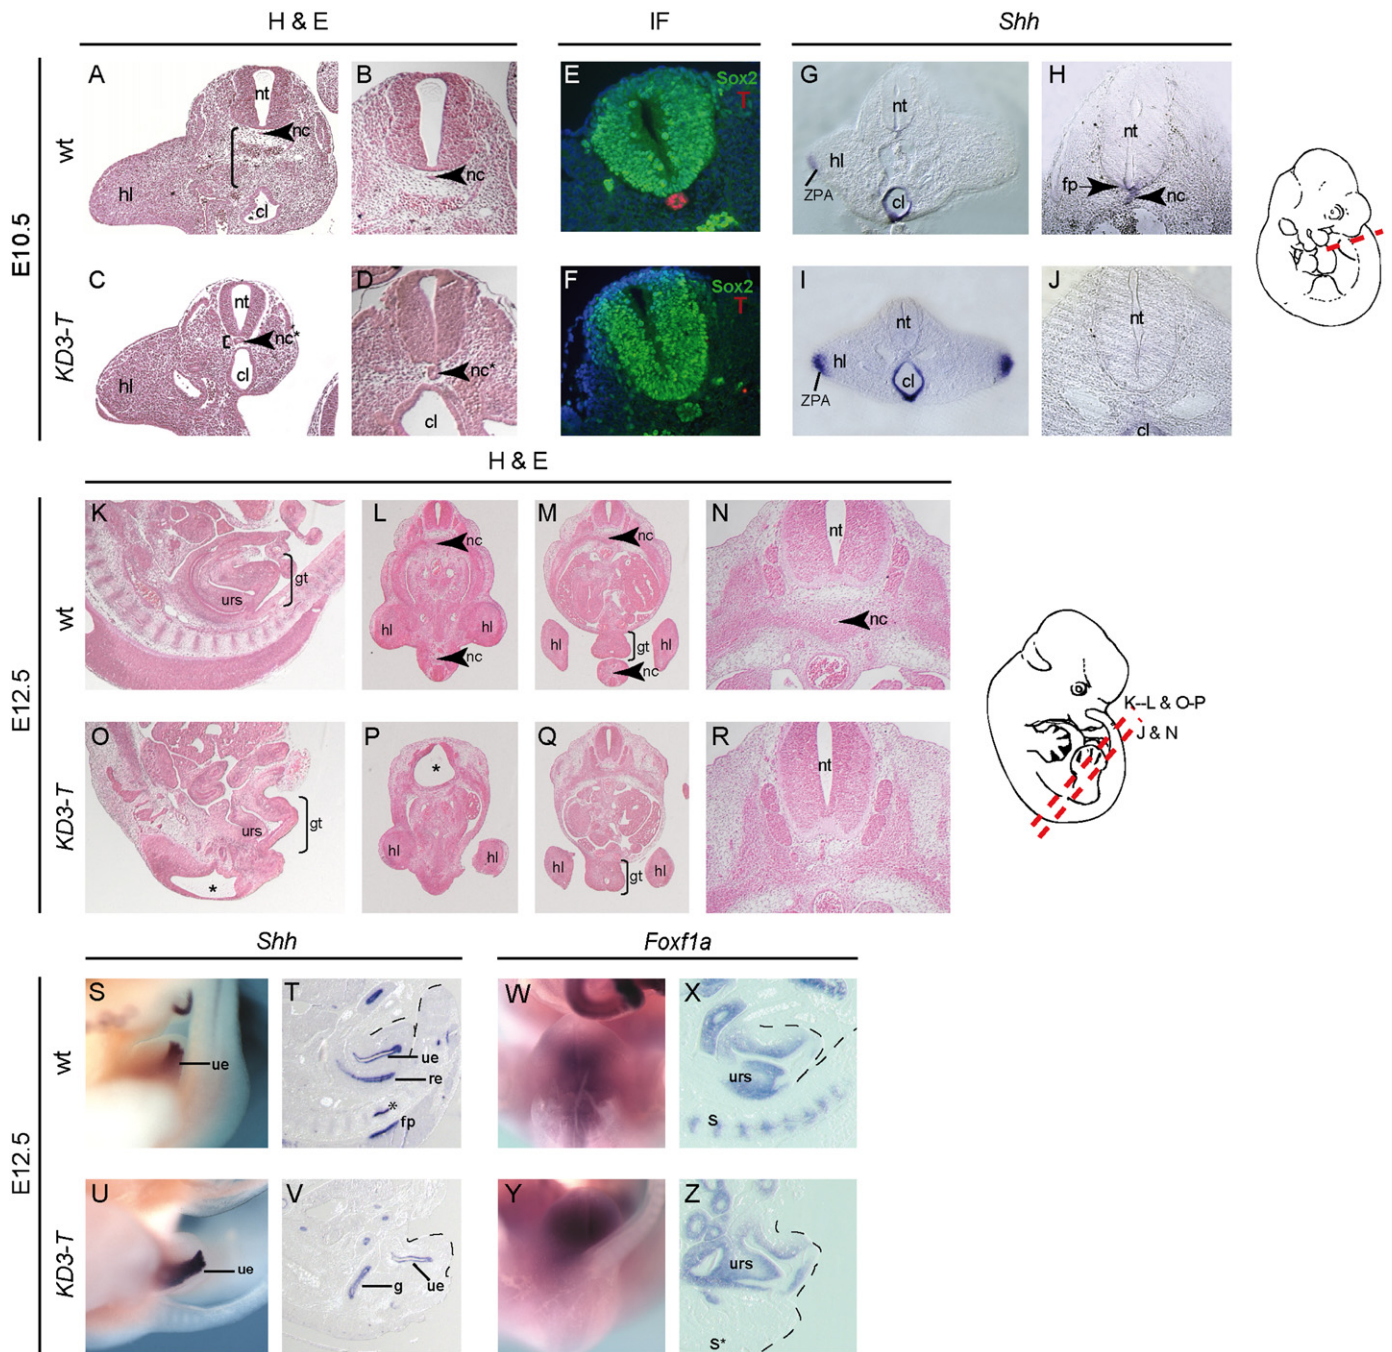 H & E IF Shh
E10.5
wt
A nt nc hl cl
B nc
E Sox2 T
G nt hl ZPA cl
H nt fp nc
KD3-T
C nt nc* hl cl
D nc* cl
F Sox2 T
I nt hl cl ZPA
J nt cl
H & E
E12.5
wt
K gt urs
L nc hl hl nc
M nc hl hl gt nc
N nt nc
K--L & O-P
J & N
KD3-T
O urs gt *
P * hl hl
Q hl hl gt
R nt
Shh Foxf1a
E12.5
wt
S ue
T ue re * fp
W
X urs s
KD3-T
U ue
V g ue
Y
Z urs s*